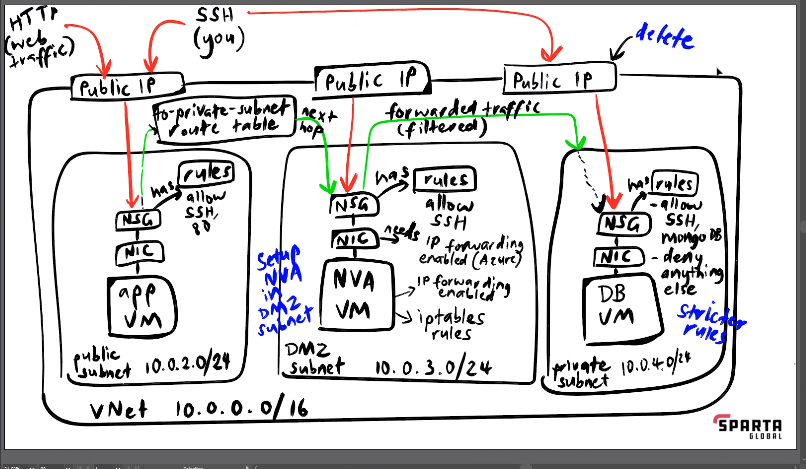 HTTP
(web
traffic)
SSH
(you)
delete
Public IP
Public IP
Public IP
to-private-subnet
route table
next
hop
forwarded traffic
(filtered)
has
rules
allow
SSH,
80
NSG
NIC
app
VM
public
subnet
10.0.2.0/24
has
rules
allow
SSH
NSG
NIC
needs
IP forwarding
enabled (Azure)
NVA
VM
IP forwarding
enabled
iptables
rules
Setup
NVA
in
DMZ
subnet
DMZ
subnet
10.0.3.0/24
has
rules
- allow
SSH,
MongoDB
- deny
anything
else
NSG
NIC
DB
VM
Stricter
rules
private
subnet
10.0.4.0/24
VNet 10.0.0.0/16
SPARTA
GLOBAL